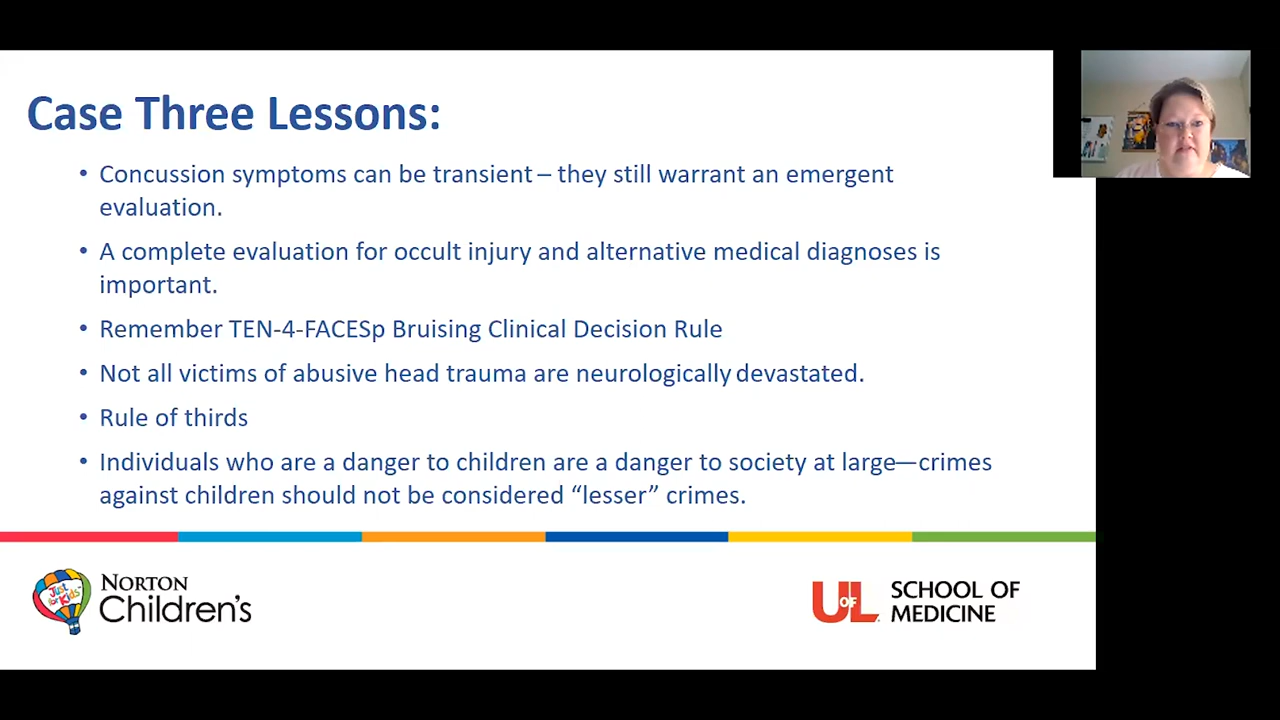 Case Three Lessons:
• Concussion symptoms can be transient – they still warrant an emergent
evaluation.
• A complete evaluation for occult injury and alternative medical diagnoses is
important.
• Remember TEN-4-FACESp Bruising Clinical Decision Rule
• Not all victims of abusive head trauma are neurologically devastated.
• Rule of thirds
• Individuals who are a danger to children are a danger to society at large—crimes
against children should not be considered “lesser” crimes.
Just
for Kids
NORTON
Children's
UofL
SCHOOL OF
MEDICINE